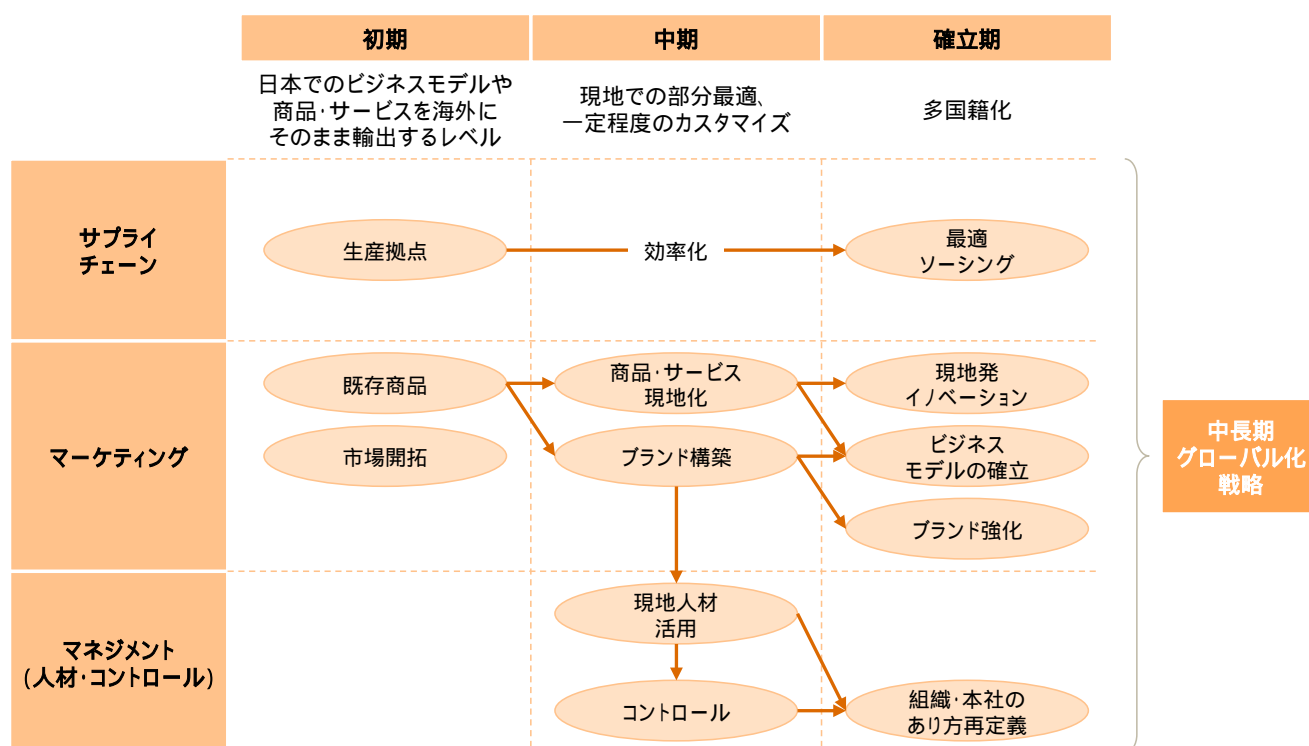 初期
中期
確立期
日本でのビジネスモデルや
商品・サービスを海外に
そのまま輸出するレベル
現地での部分最適、
一定程度のカスタマイズ
多国籍化
サプライ
チェーン
生産拠点
効率化
最適
ソーシング
マーケティング
既存商品
商品・サービス
現地化
現地発
イノベーション
市場開拓
ブランド構築
ビジネス
モデルの確立
ブランド強化
マネジメント
(人材・コントロール)
現地人材
活用
コントロール
組織・本社の
あり方再定義
中長期
グローバル化
戦略